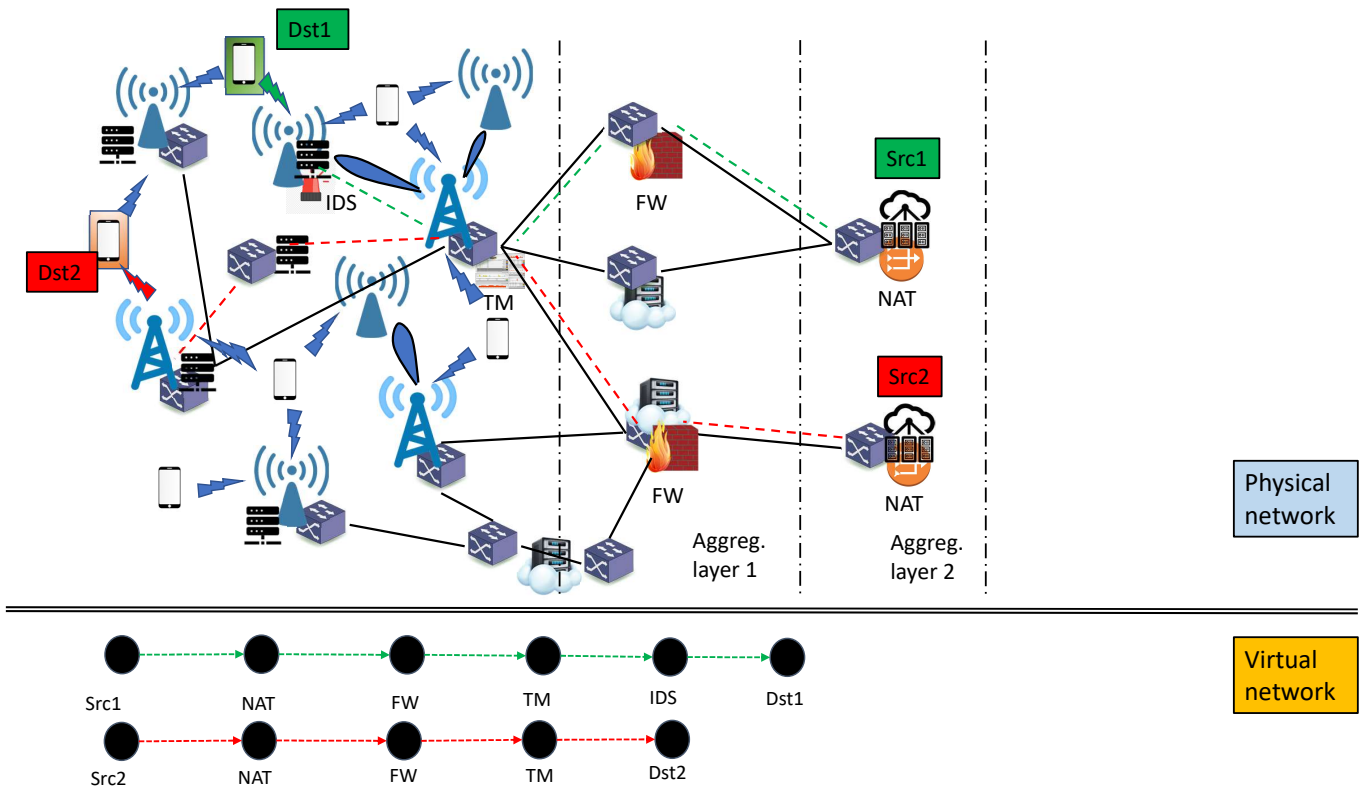 Dst1
Src1
IDS
FW
Dst2
TM
NAT
Src2
FW
NAT
Physical
network
Aggreg.
layer 1
Aggreg.
layer 2
Virtual
network
Src1
NAT
FW
TM
IDS
Dst1
Src2
NAT
FW
TM
Dst2